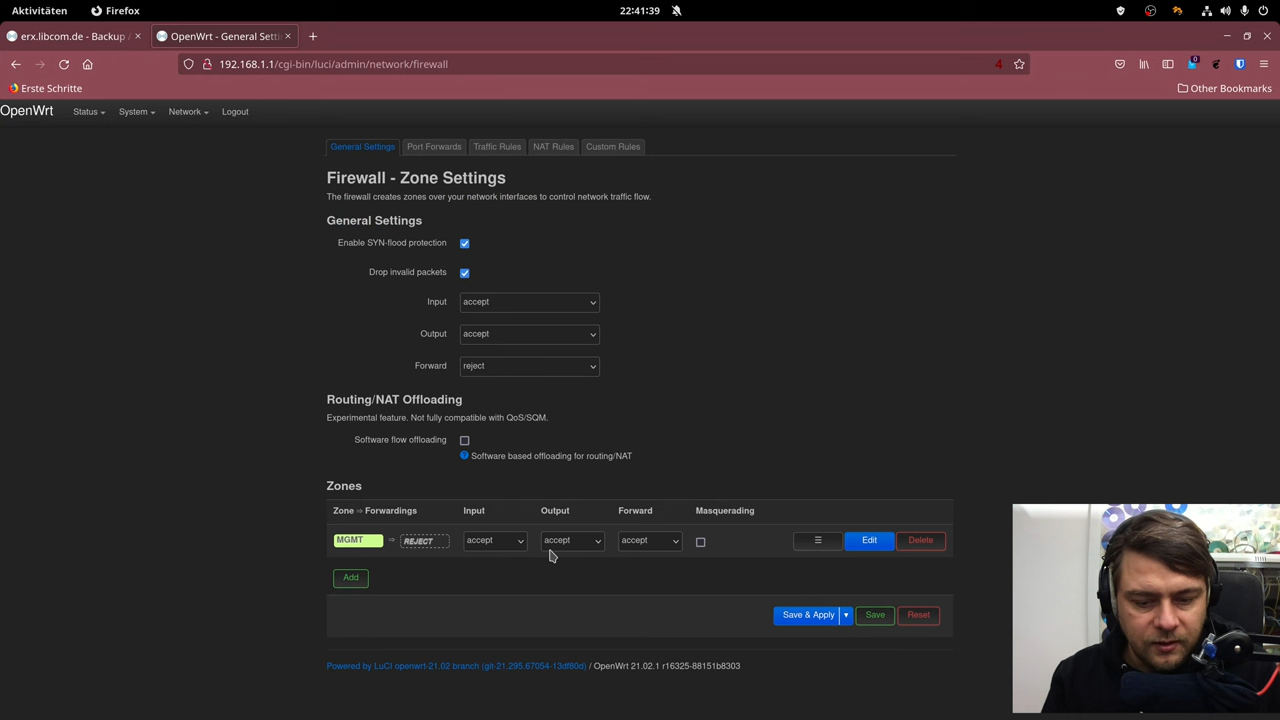 Aktivitäten
Firefox
22:41:39
erx.libcom.de - Backup /
OpenWrt - General Setti
192.168.1.1/cgi-bin/luci/admin/network/firewall
4
0
Erste Schritte
Other Bookmarks
OpenWrt
Status
System
Network
Logout
General Settings
Port Forwards
Traffic Rules
NAT Rules
Custom Rules
Firewall - Zone Settings
The firewall creates zones over your network interfaces to control network traffic flow.
General Settings
Enable SYN-flood protection
Drop invalid packets
Input accept
Output accept
Forward reject
Routing/NAT Offloading
Experimental feature. Not fully compatible with QoS/SQM.
Software flow offloading
Software based offloading for routing/NAT
Zones
Zone ⇒ Forwardings Input Output Forward Masquerading
MGMT ⇒ REJECT accept accept accept ☰ Edit Delete
Add
Save & Apply Save Reset
Powered by LuCI openwrt-21.02 branch (git-21.295.67054-13df80d) / OpenWrt 21.02.1 r16325-88151b8303